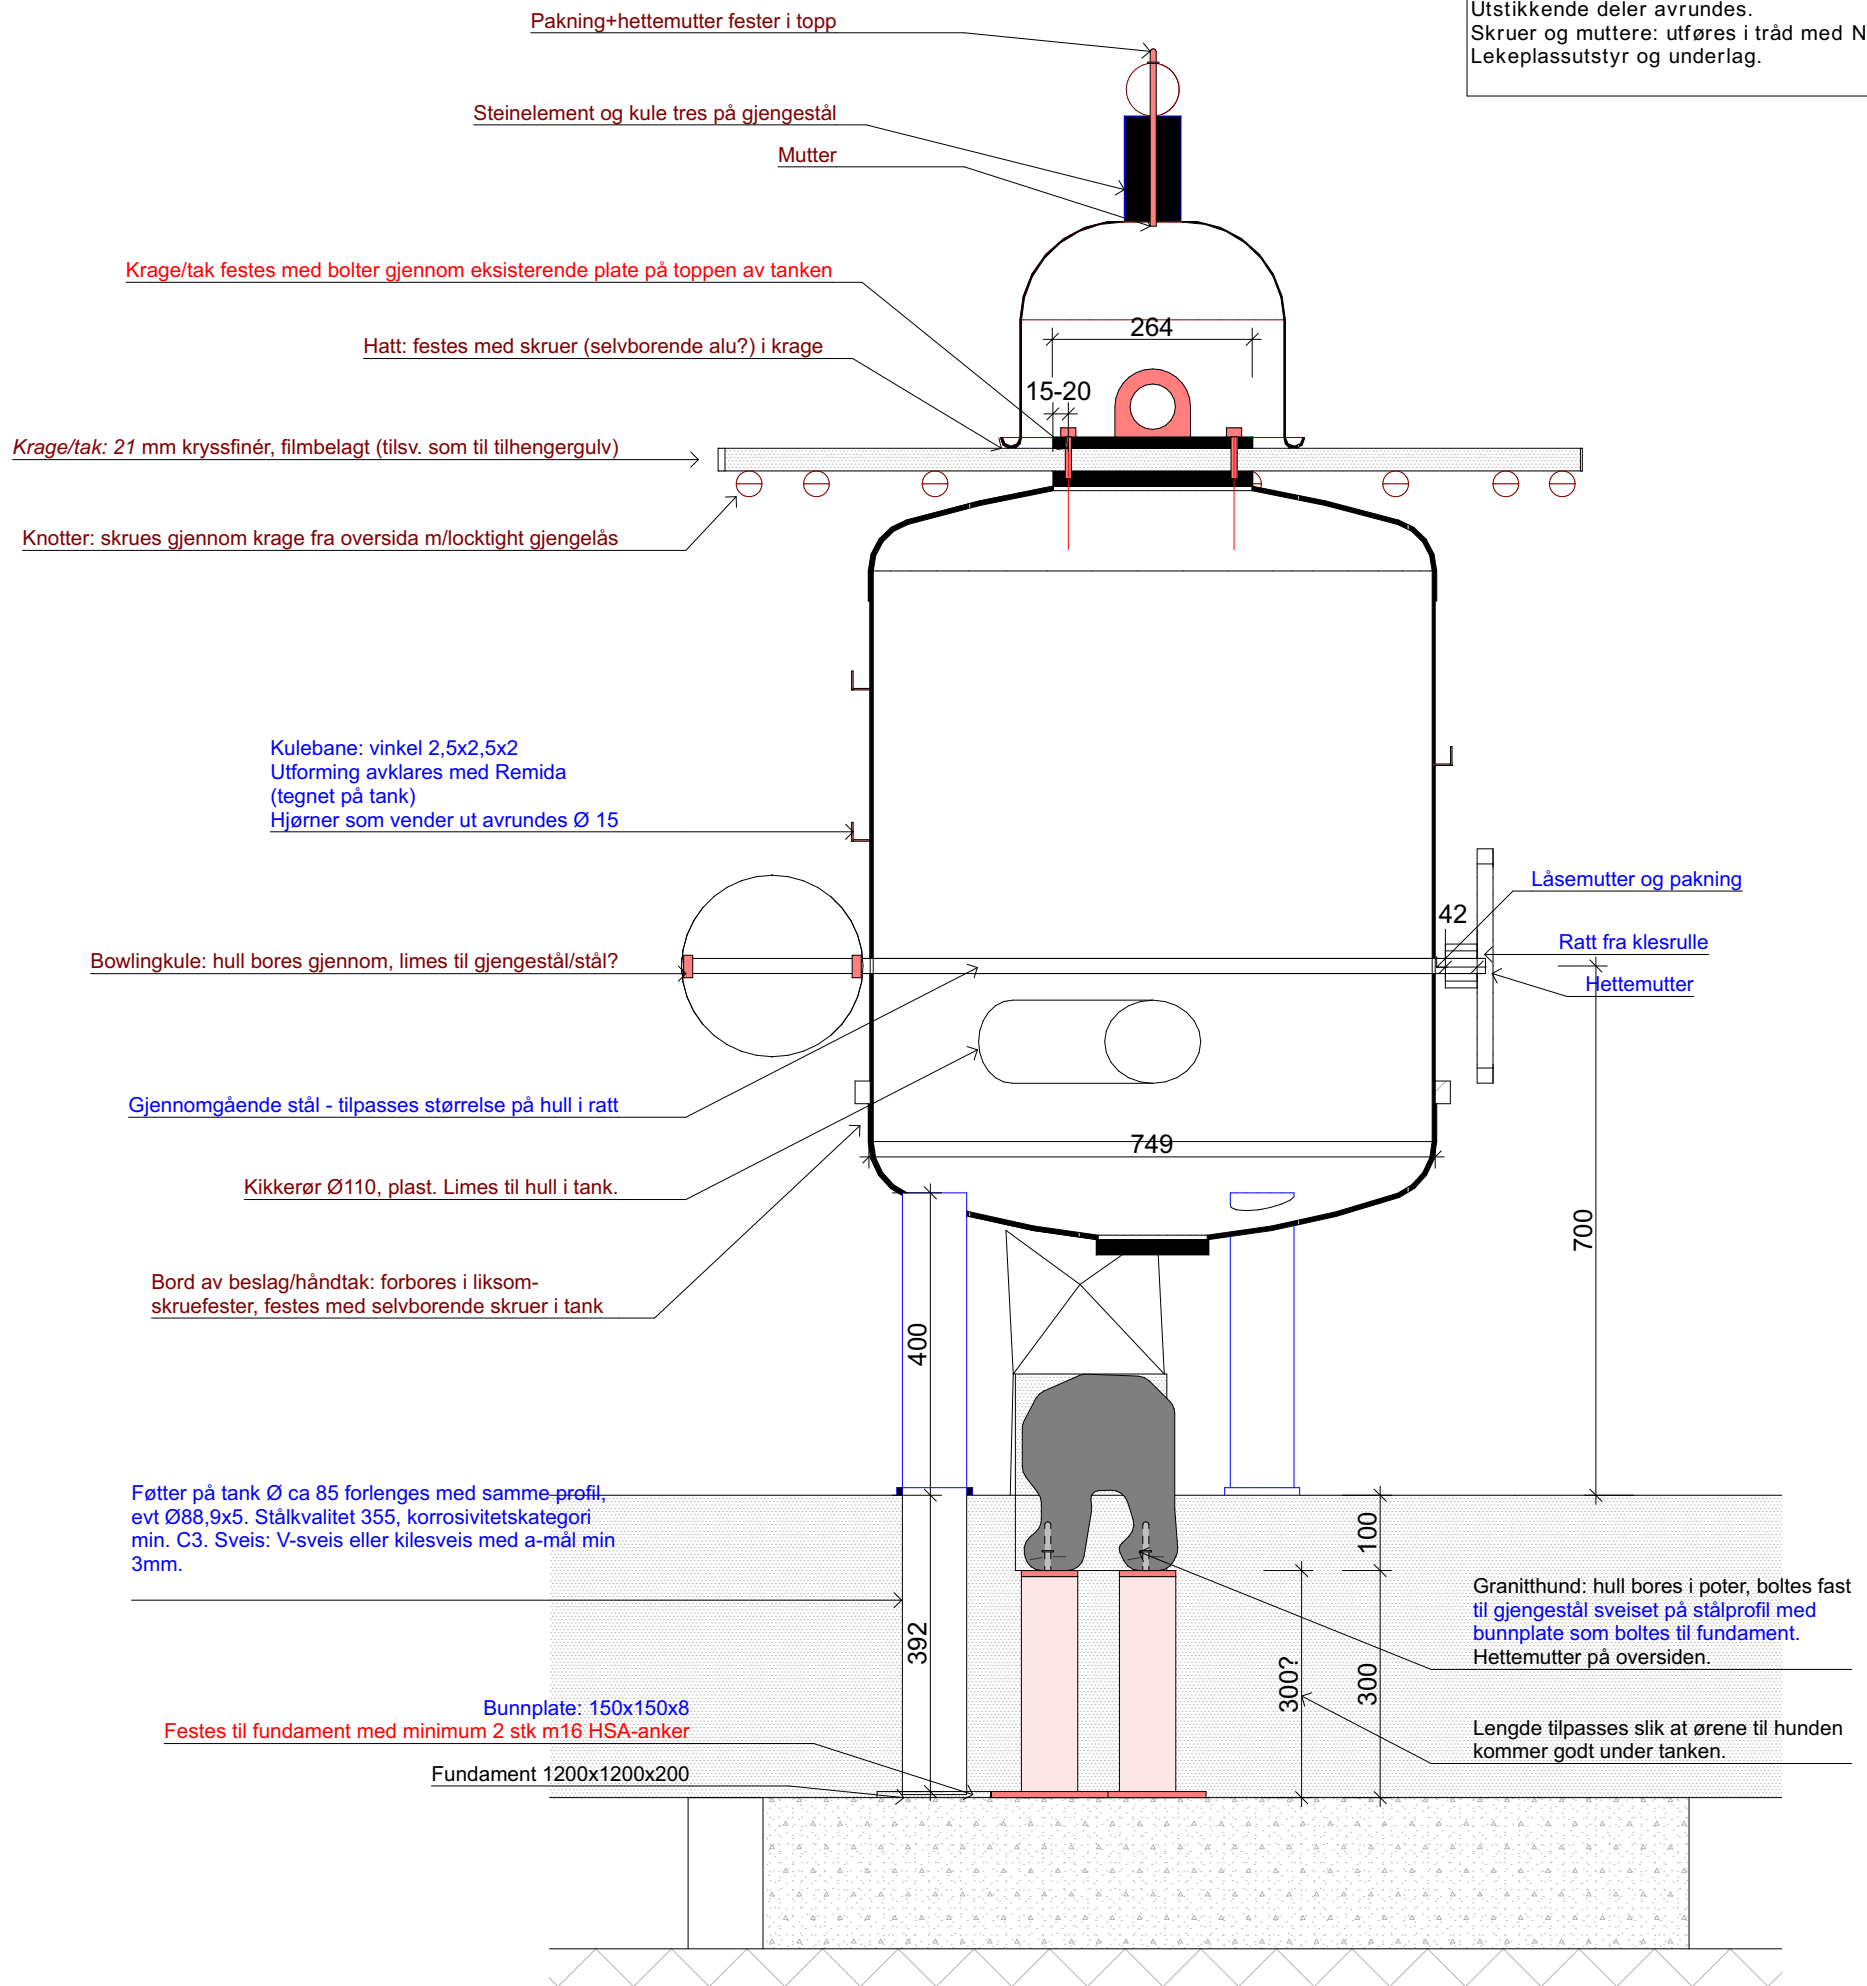 Utstikkende deler avrundes.
Skruer og muttere: utføres i tråd med N
Lekeplassutstyr og underlag.
Pakning+hettemutter fester i topp
Steinelement og kule tres på gjengestål
Mutter
Krage/tak festes med bolter gjennom eksisterende plate på toppen av tanken
264
Hatt: festes med skruer (selvborende alu?) i krage
15-20
Krage/tak: 21 mm kryssfinér, filmbelagt (tilsv. som til tilhengergulv)
Knotter: skrues gjennom krage fra oversida m/locktight gjengelås
Kulebane: vinkel 2,5x2,5x2
Utforming avklares med Remida
(tegnet på tank)
Hjørner som vender ut avrundes Ø 15
Låsemutter og pakning
42
Ratt fra klesrulle
Bowlingkule: hull bores gjennom, limes til gjengestål/stål?
Hettemutter
Gjennomgående stål - tilpasses størrelse på hull i ratt
749
Kikkerør Ø110, plast. Limes til hull i tank.
700
Bord av beslag/håndtak: forbores i liksom-
skruefester, festes med selvborende skruer i tank
400
Føtter på tank Ø ca 85 forlenges med samme profil,
evt Ø88,9x5. Stålkvalitet 355, korrosivitetskategori
min. C3. Sveis: V-sveis eller kilesveis med a-mål min
3mm.
100
Granitthund: hull bores i poter, boltes fast
til gjengestål sveiset på stålprofil med
bunnplate som boltes til fundament.
Hettemutter på oversiden.
392
300?
300
Bunnplate: 150x150x8
Festes til fundament med minimum 2 stk m16 HSA-anker
Lengde tilpasses slik at ørene til hunden
kommer godt under tanken.
Fundament 1200x1200x200